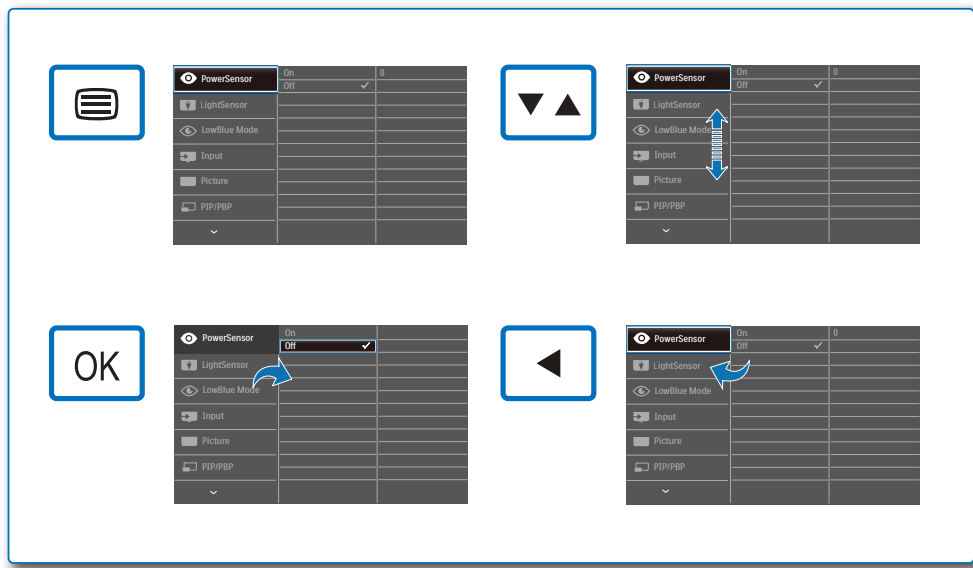 PowerSensor On 0
Off
LightSensor
LowBlue Mode
Input
Picture
PIP/PBP
PowerSensor On 0
Off
LightSensor
LowBlue Mode
Input
Picture
PIP/PBP
OK
PowerSensor On
Off
LightSensor
LowBlue Mode
Input
Picture
PIP/PBP
PowerSensor On 0
Off
LightSensor
LowBlue Mode
Input
Picture
PIP/PBP